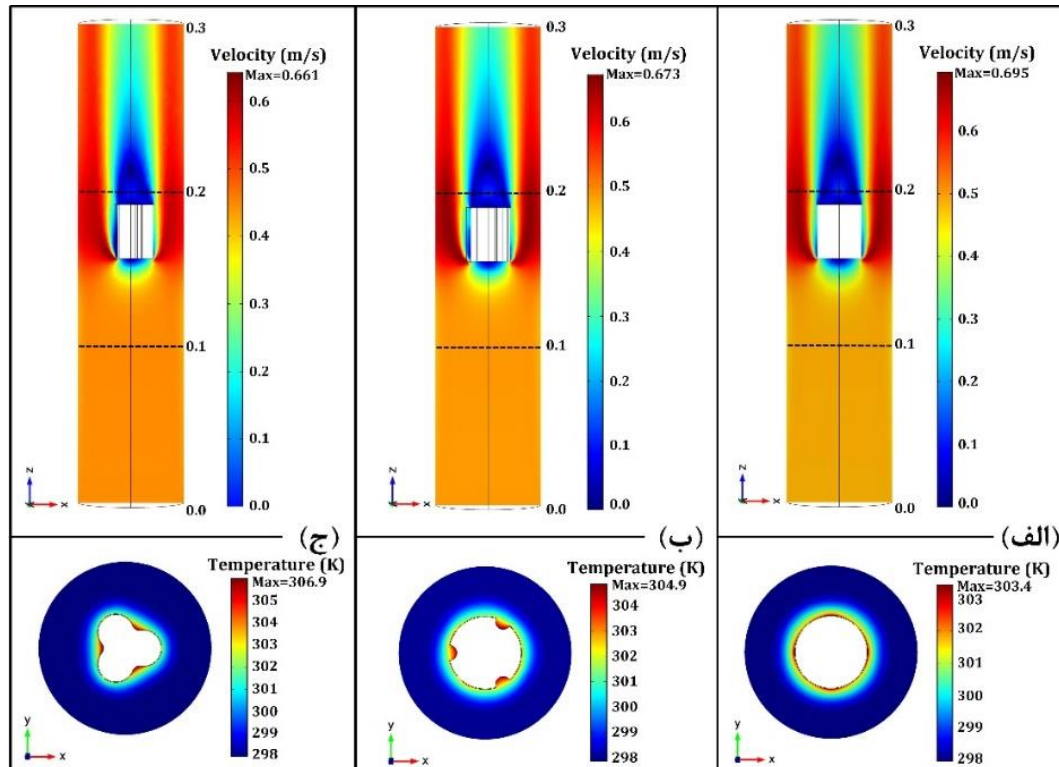 0.3
Velocity (m/s)
Max=0.661
0.6
0.5
0.4
0.3
0.2
0.1
0.0
0.2
0.1
0.0
z
x
(ج)
0.3
Velocity (m/s)
Max=0.673
0.6
0.5
0.4
0.3
0.2
0.1
0.0
0.2
0.1
0.0
z
x
(ب)
0.3
Velocity (m/s)
Max=0.695
0.6
0.5
0.4
0.3
0.2
0.1
0.0
0.2
0.1
0.0
z
x
(الف)
Temperature (K)
Max=306.9
305
304
303
302
301
300
299
298
y
x
Temperature (K)
Max=304.9
304
303
302
301
300
299
298
y
x
Temperature (K)
Max=303.4
303
302
301
300
299
298
y
x